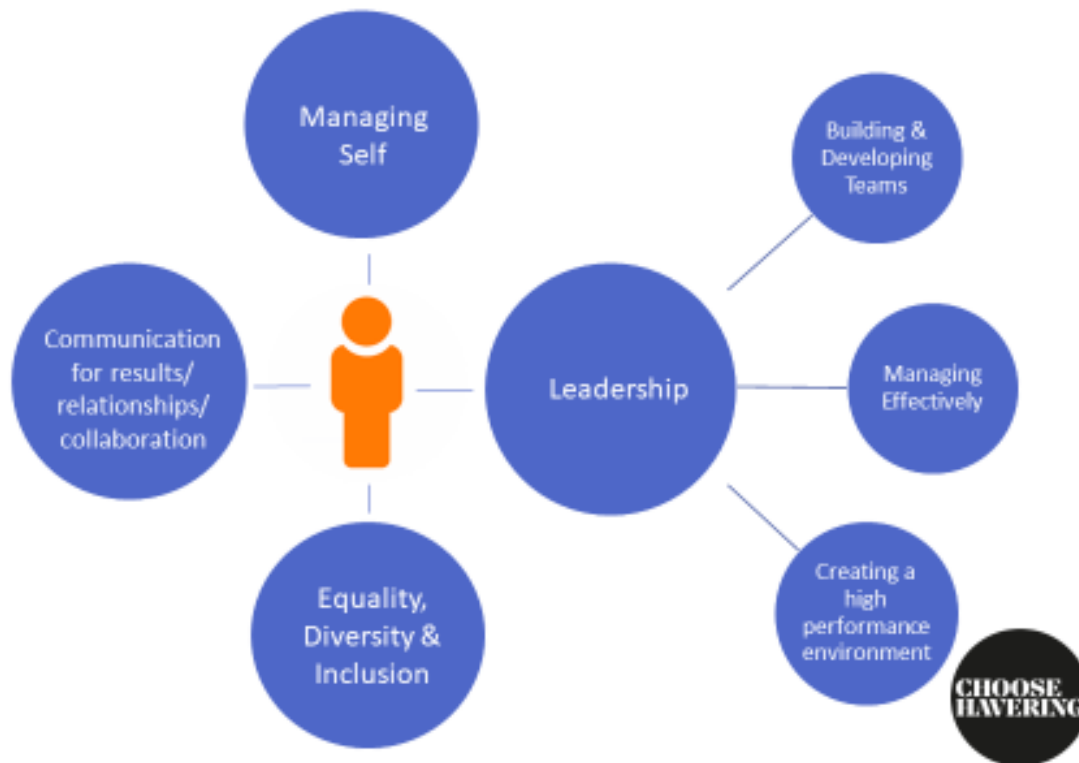 Managing
Self
Building &
Developing
Teams
Communication
for results/
relationships/
collaboration
Leadership
Managing
Effectively
Equality,
Diversity &
Inclusion
Creating a
high
performance
environment
CHOOSE
HAVERING